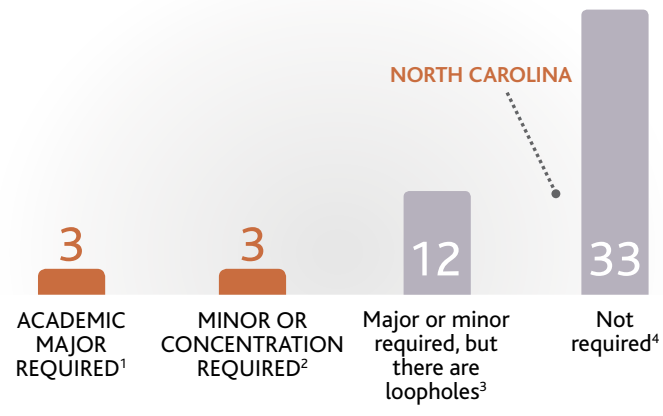 NORTH CAROLINA
3
3
12
33
ACADEMIC
MAJOR
REQUIRED¹
MINOR OR
CONCENTRATION
REQUIRED²
Major or minor
required, but
there are
loopholes³
Not
required⁴